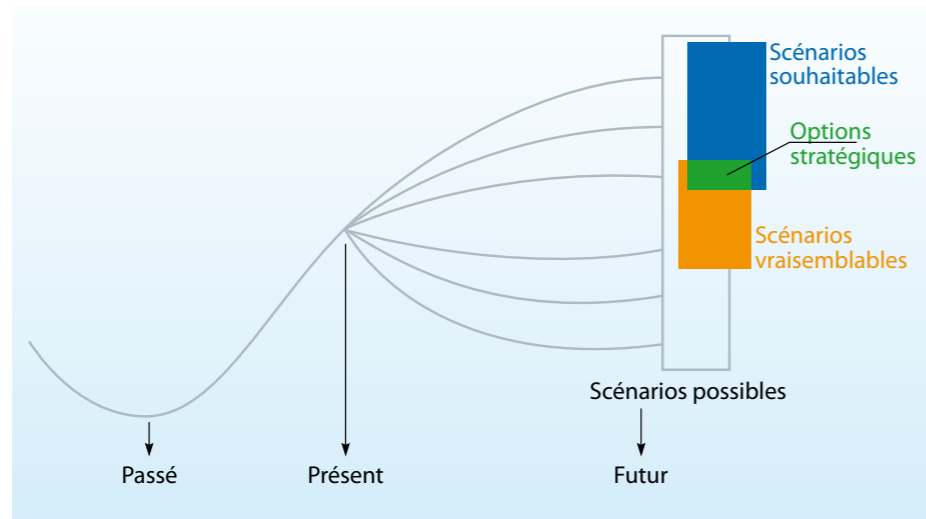 Scénarios
souhaitables
Options
stratégiques
Scénarios
vraisemblables
Scénarios possibles
Passé
Présent
Futur